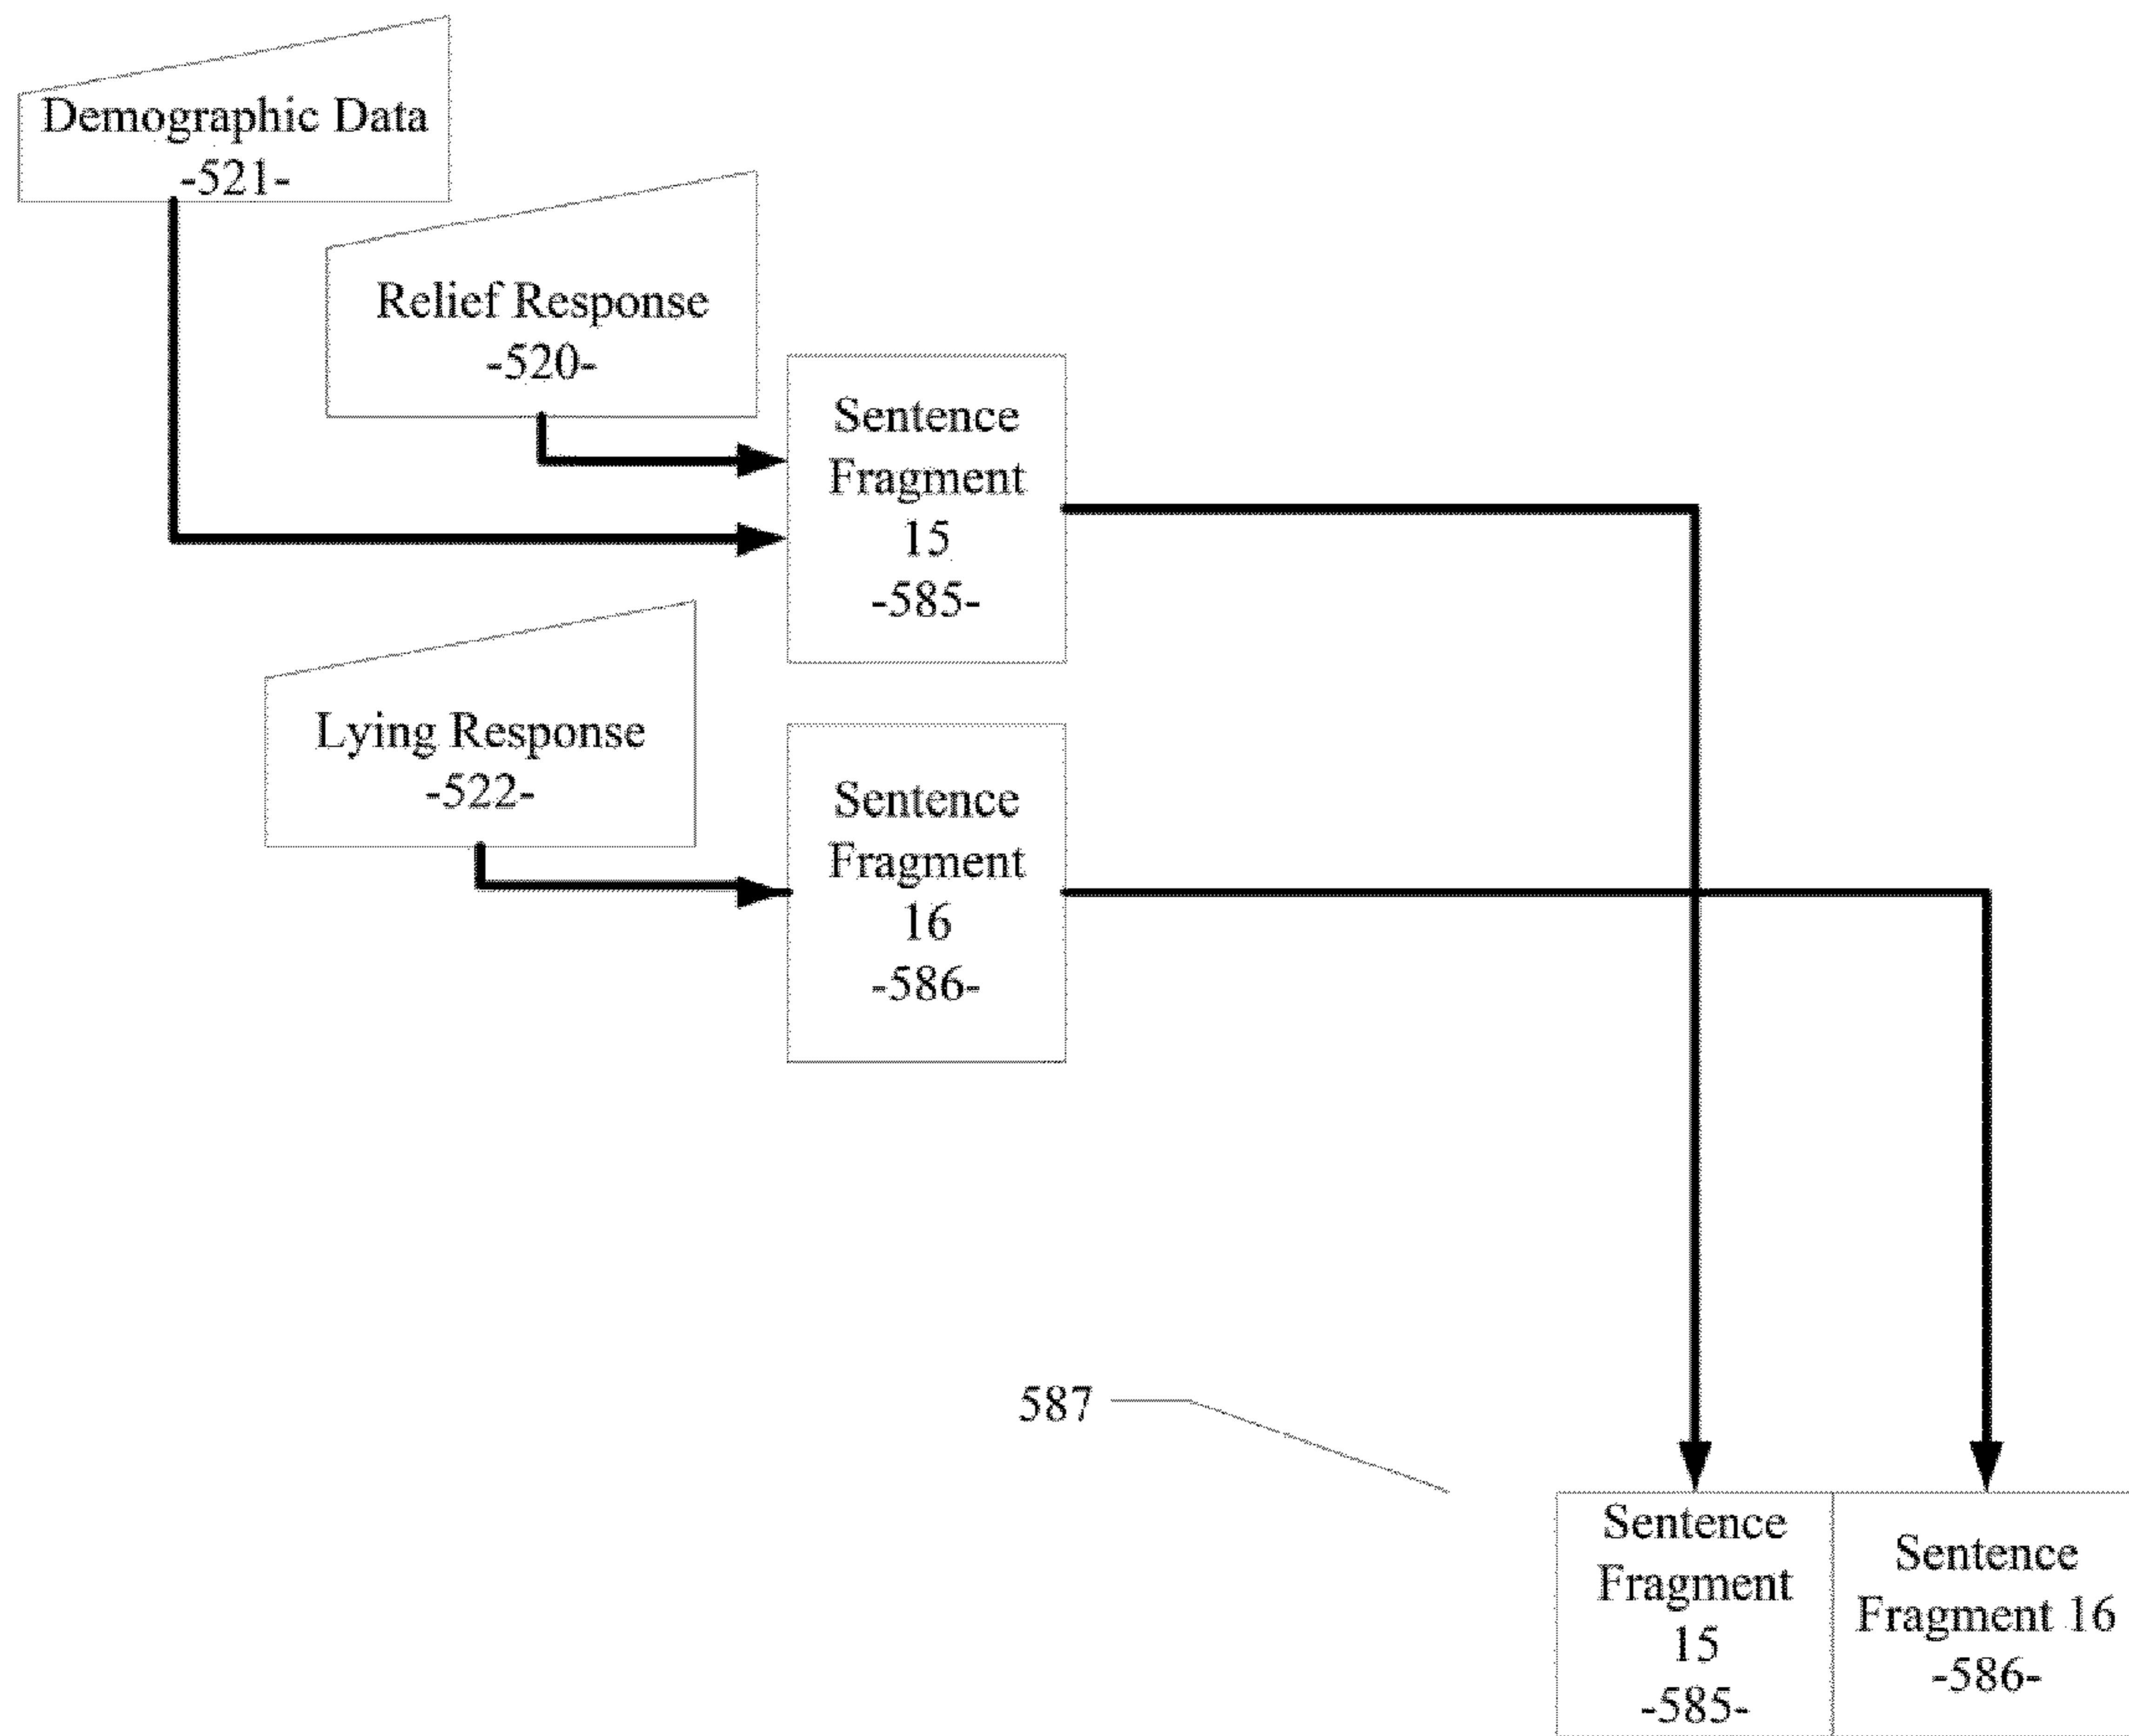 Demographic Data
-521-
Relief Response
-520-
Sentence
Fragment
15
-585-
Lying Response
-522-
Sentence
Fragment
16
-586-
587
Sentence
Fragment
15
-585-
Sentence
Fragment 16
-586-